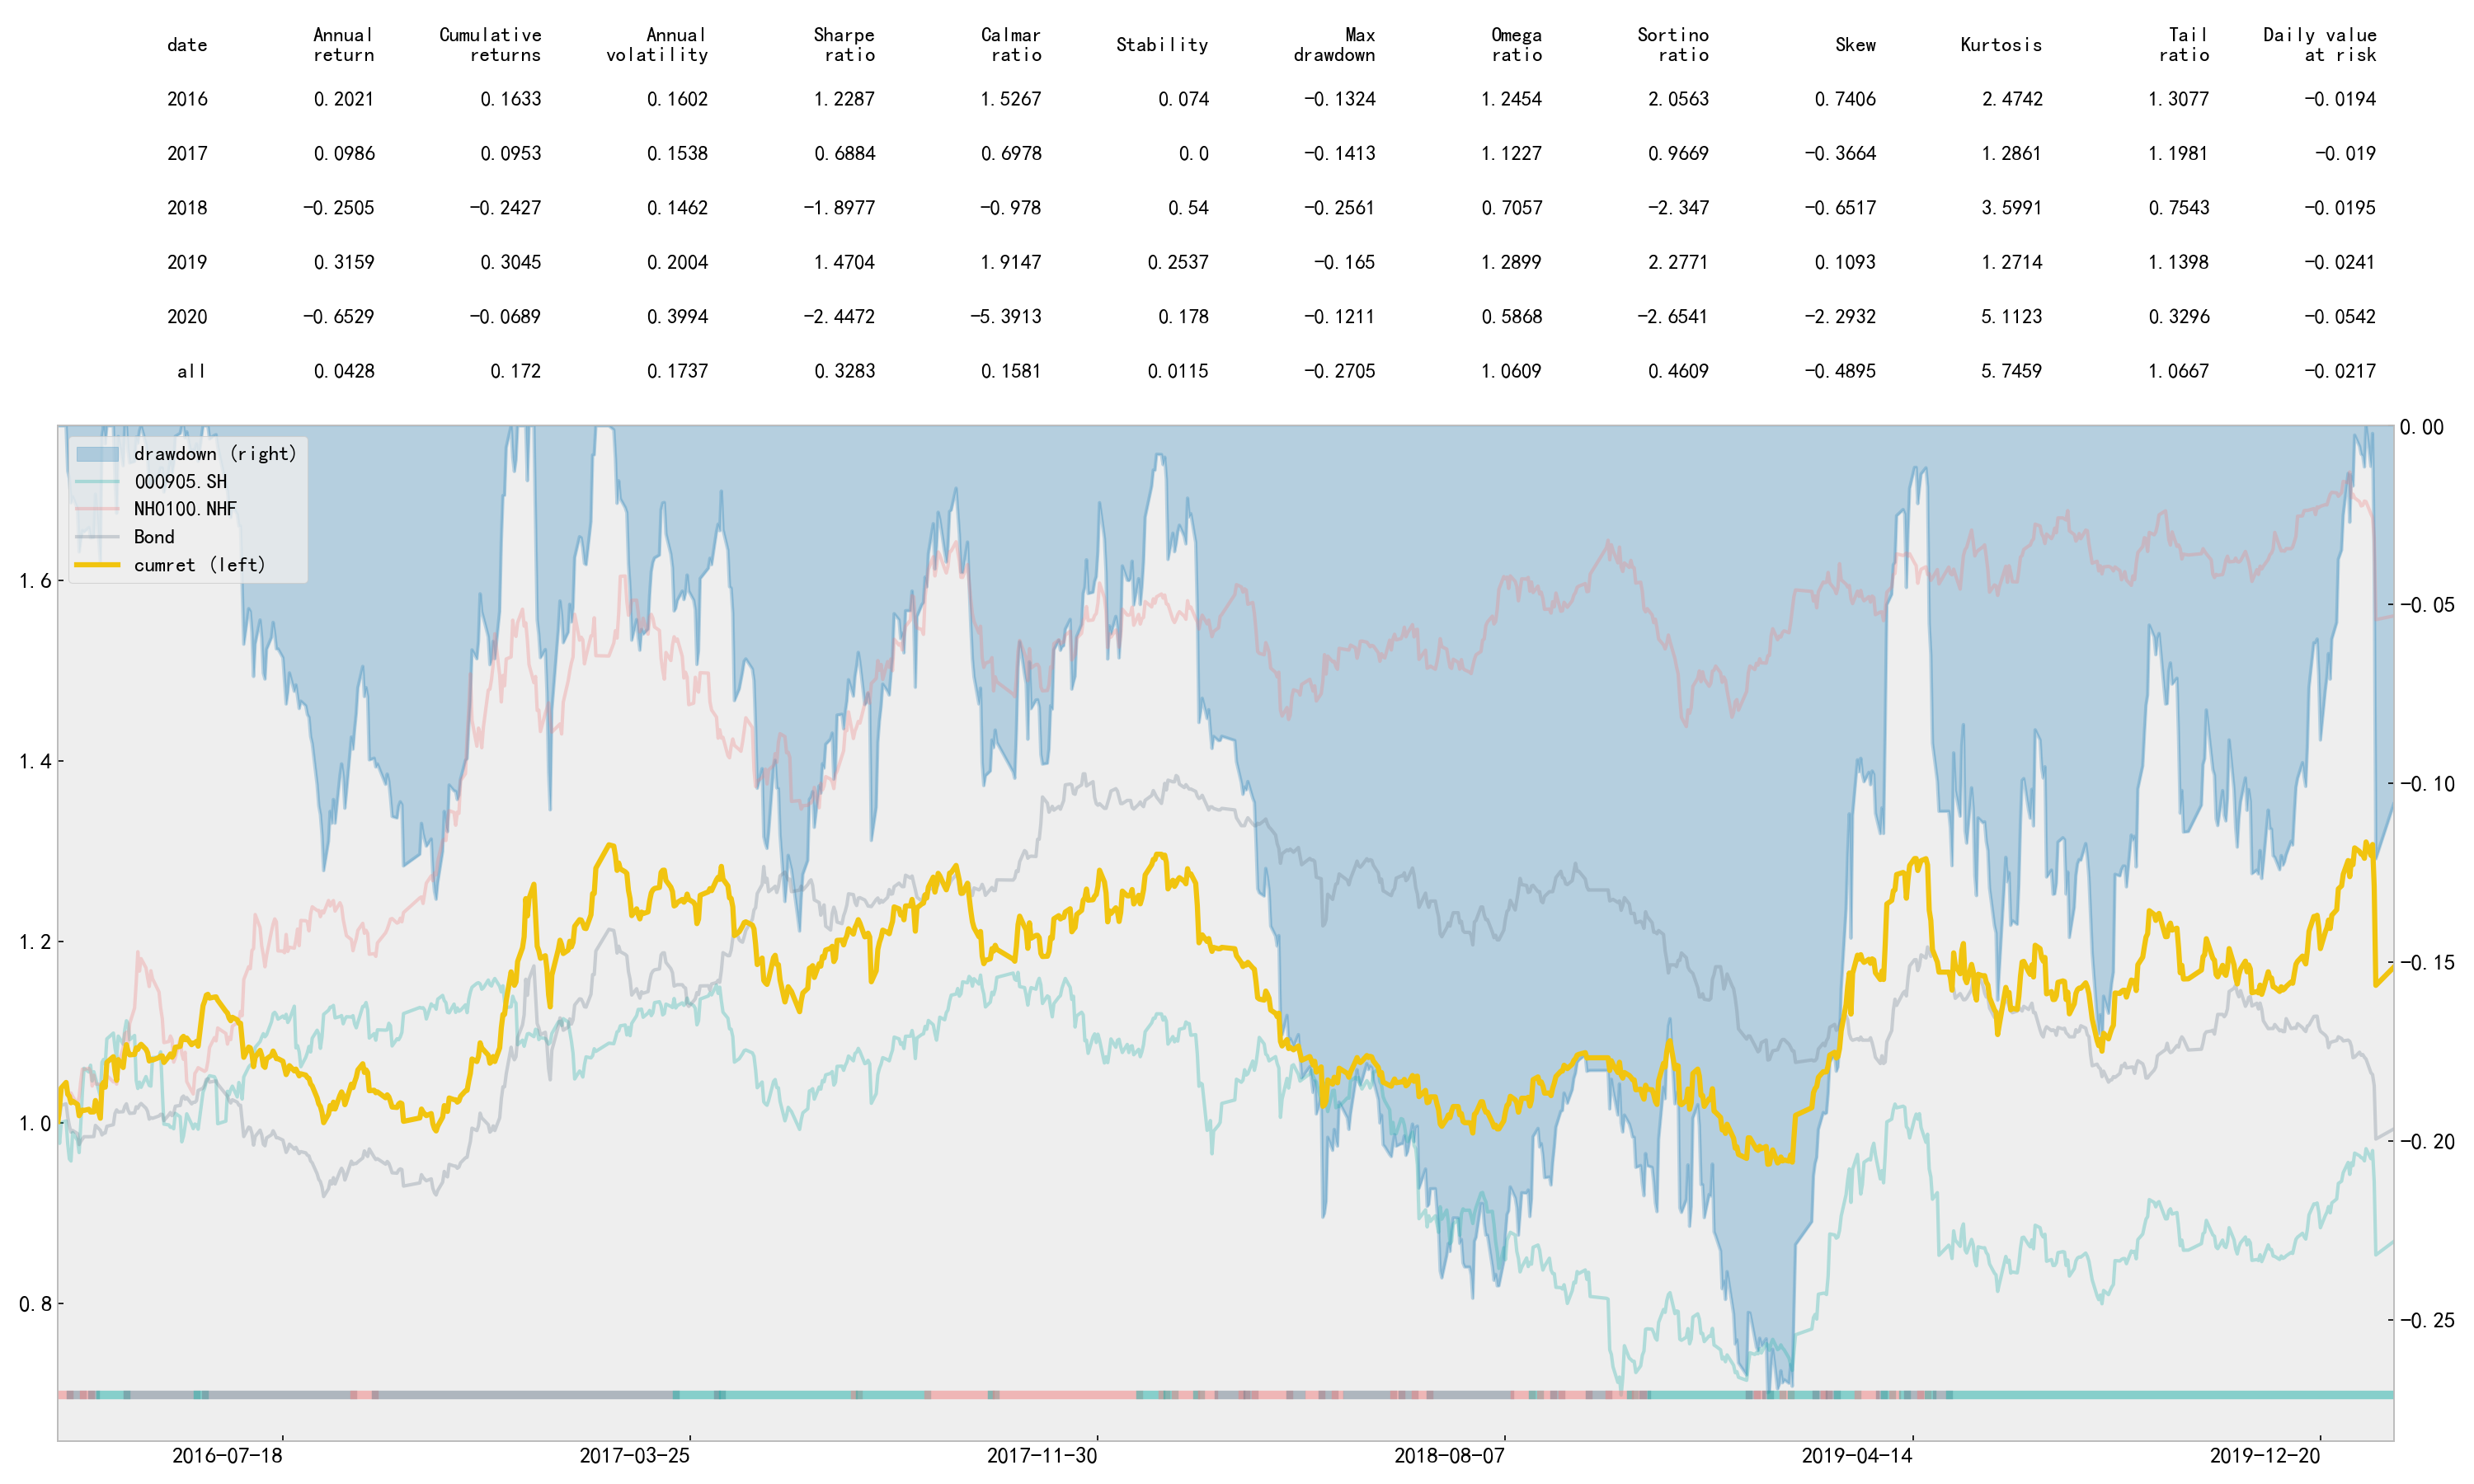 date Annual return Cumulative returns Annual volatility Sharpe ratio Calmar ratio Stability Max drawdown Omega ratio Sortino ratio Skew Kurtosis Tail ratio Daily value at risk
2016 0.2021 0.1633 0.1602 1.2287 1.5267 0.074 -0.1324 1.2454 2.0563 0.7406 2.4742 1.3077 -0.0194
2017 0.0986 0.0953 0.1538 0.6884 0.6978 0.0 -0.1413 1.1227 0.9669 -0.3664 1.2861 1.1981 -0.019
2018 -0.2505 -0.2427 0.1462 -1.8977 -0.978 0.54 -0.2561 0.7057 -2.347 -0.6517 3.5991 0.7543 -0.0195
2019 0.3159 0.3045 0.2004 1.4704 1.9147 0.2537 -0.165 1.2899 2.2771 0.1093 1.2714 1.1398 -0.0241
2020 -0.6529 -0.0689 0.3994 -2.4472 -5.3913 0.178 -0.1211 0.5868 -2.6541 -2.2932 5.1123 0.3296 -0.0542
all 0.0428 0.172 0.1737 0.3283 0.1581 0.0115 -0.2705 1.0609 0.4609 -0.4895 5.7459 1.0667 -0.0217
drawdown (right)
000905.SH
NH0100.NHF
Bond
cumret (left)
1.6
1.4
1.2
1.0
0.8
0.00
-0.05
-0.10
-0.15
-0.20
-0.25
2016-07-18 2017-03-25 2017-11-30 2018-08-07 2019-04-14 2019-12-20